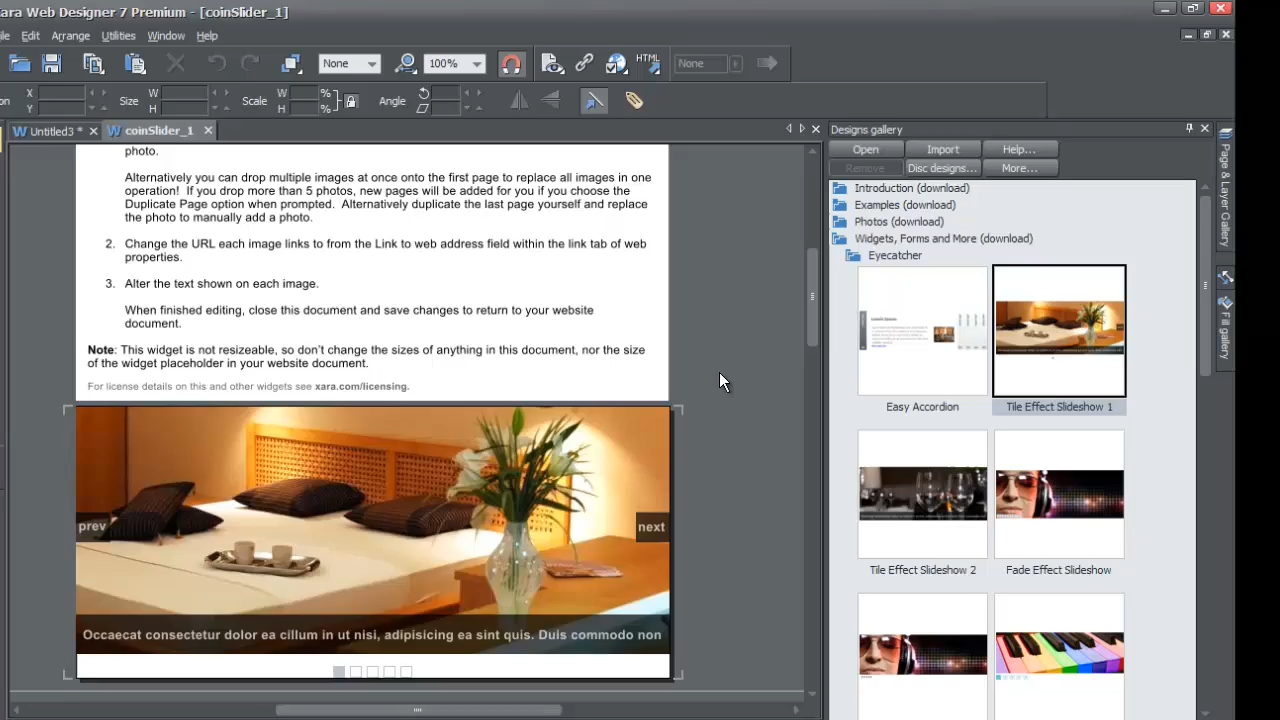 Xara Web Designer 7 Premium - [coinSlider_1]
Edit Arrange Utilities Window Help
None
100%
HTML
None
X
Y
Size
W
H
Scale
W
H
%
%
Angle
Untitled3 *
coinSlider_1
Designs gallery
Open
Import
Help...
Remove
Disc designs...
More...
Introduction (download)
Examples (download)
Photos (download)
Widgets, Forms and More (download)
Eyecatcher
Easy Accordion
Tile Effect Slideshow 1
Tile Effect Slideshow 2
Fade Effect Slideshow
Page & Layer Gallery
Fill gallery
photo.
Alternatively you can drop multiple images at once onto the first page to replace all images in one
operation! If you drop more than 5 photos, new pages will be added for you if you choose the
Duplicate Page option when prompted. Alternatively duplicate the last page yourself and replace
the photo to manually add a photo.
2. Change the URL each image links to from the Link to web address field within the link tab of web
properties.
3. Alter the text shown on each image.
When finished editing, close this document and save changes to return to your website
document.
Note: This widget is not resizeable, so don't change the sizes of anything in this document, nor the size
of the widget placeholder in your website document.
For license details on this and other widgets see xara.com/licensing.
prev
next
Occaecat consectetur dolor ea cillum in ut nisi, adipisicing ea sint quis. Duis commodo non